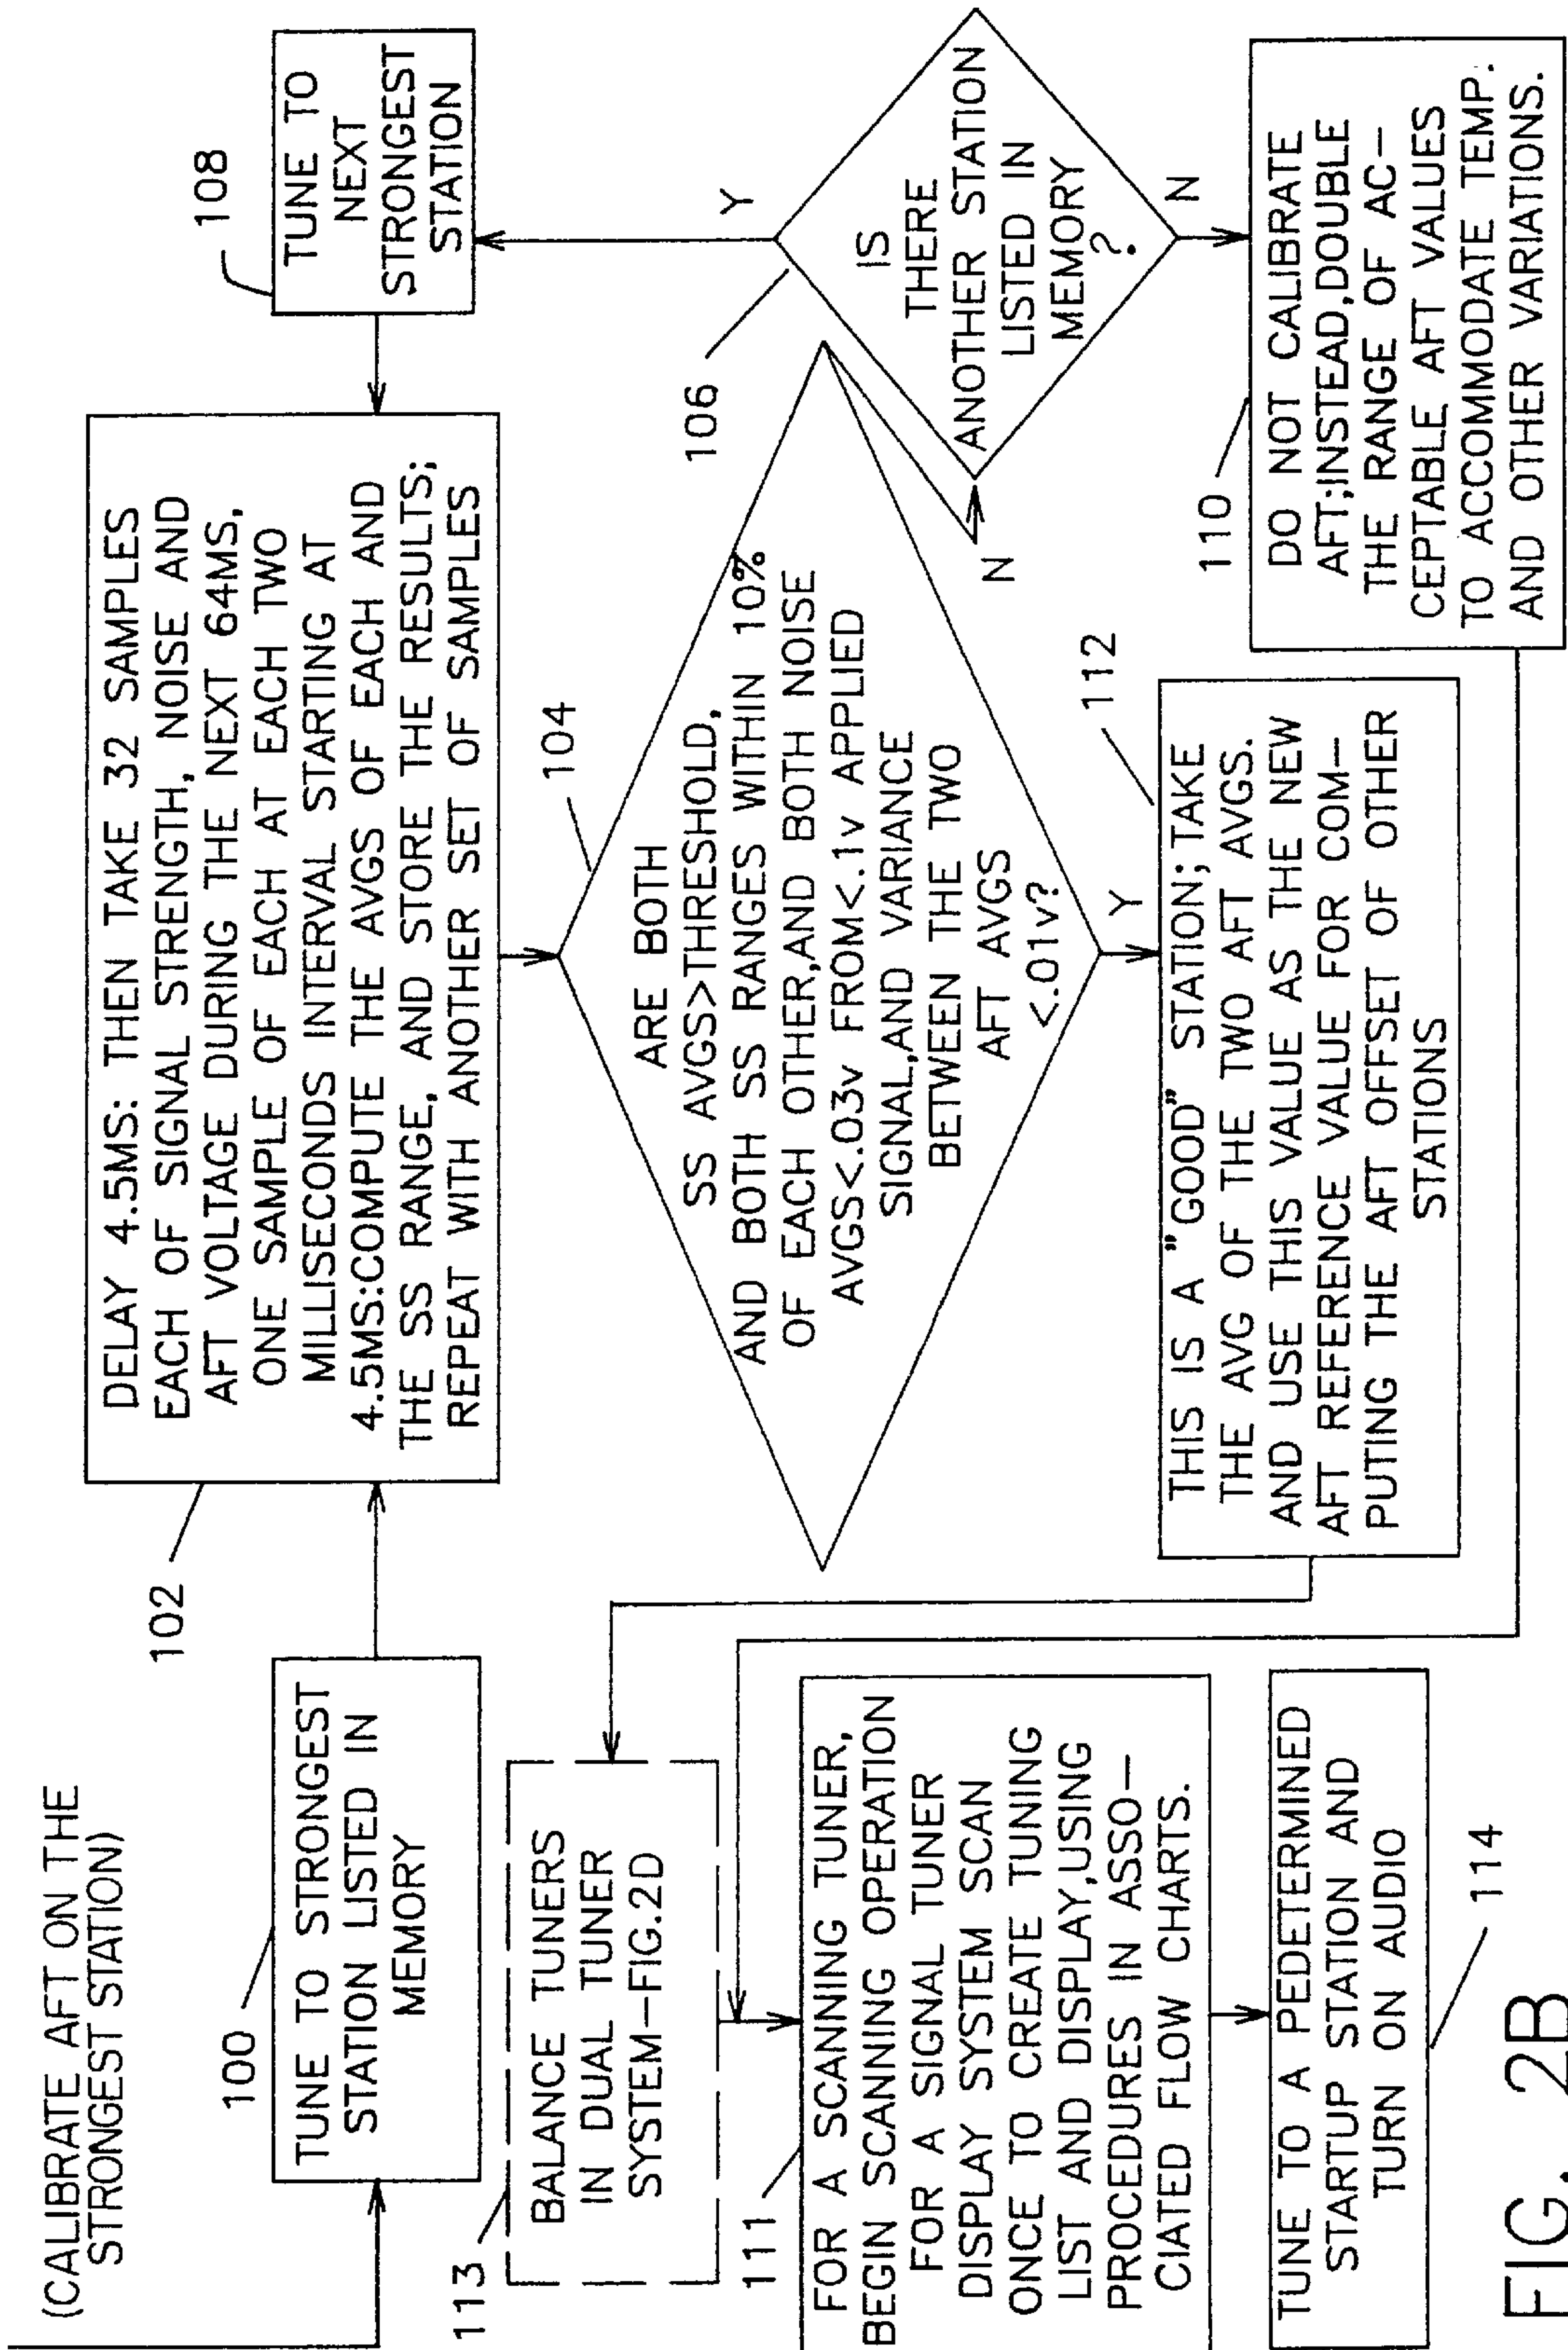 (CALIBRATE AFT ON THE
STRONGEST STATION)
100
TUNE TO STRONGEST
STATION LISTED IN
MEMORY
102
DELAY 4.5MS: THEN TAKE 32 SAMPLES
EACH OF SIGNAL STRENGTH, NOISE AND
AFT VOLTAGE DURING THE NEXT 64MS,
ONE SAMPLE OF EACH AT EACH TWO
MILLISECONDS INTERVAL STARTING AT
4.5MS:COMPUTE THE AVGS OF EACH AND
THE SS RANGE, AND STORE THE RESULTS;
REPEAT WITH ANOTHER SET OF SAMPLES
108
TUNE TO
NEXT
STRONGEST
STATION
104
ARE BOTH
SS AVGS>THRESHOLD,
AND BOTH SS RANGES WITHIN 10%
OF EACH OTHER,AND BOTH NOISE
AVGS<.03v FROM<.1v APPLIED
SIGNAL,AND VARIANCE
BETWEEN THE TWO
AFT AVGS
<.01v?
N
Y
106
IS
THERE
ANOTHER STATION
LISTED IN
MEMORY
?.
Y
N
110
DO NOT CALIBRATE
AFT;INSTEAD,DOUBLE
THE RANGE OF AC-
CEPTABLE AFT VALUES
TO ACCOMMODATE TEMP.
AND OTHER VARIATIONS.
112
THIS IS A "GOOD" STATION; TAKE
THE AVG OF THE TWO AFT AVGS.
AND USE THIS VALUE AS THE NEW
AFT REFERENCE VALUE FOR COM-
PUTING THE AFT OFFSET OF OTHER
STATIONS
113
BALANCE TUNERS
IN DUAL TUNER
SYSTEM-FIG.2D
111
FOR A SCANNING TUNER,
BEGIN SCANNING OPERATION
FOR A SIGNAL TUNER
DISPLAY SYSTEM SCAN
ONCE TO CREATE TUNING
LIST AND DISPLAY,USING
PROCEDURES IN ASSO-
CIATED FLOW CHARTS.
TUNE TO A PEDETERMINED
STARTUP STATION AND
TURN ON AUDIO
114
FIG. 2B